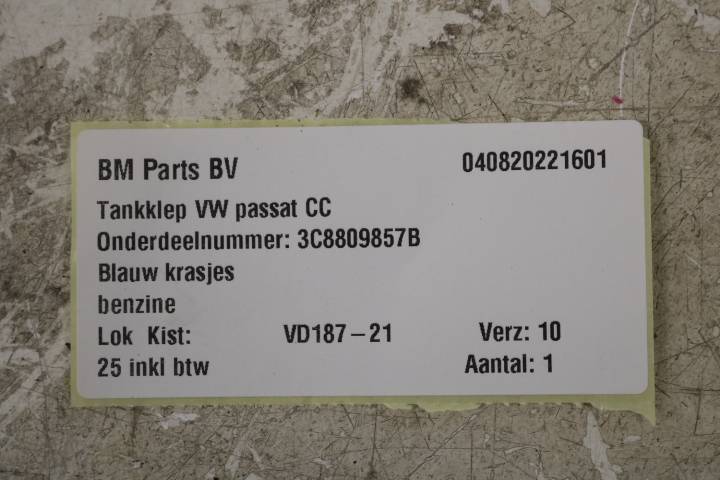 BM Parts BV 040820221601
Tankklep VW passat CC
Onderdeelnummer: 3C8809857B
Blauw krasjes
benzine
Lok Kist: VD187-21 Verz: 10
25 inkl btw Aantal: 1